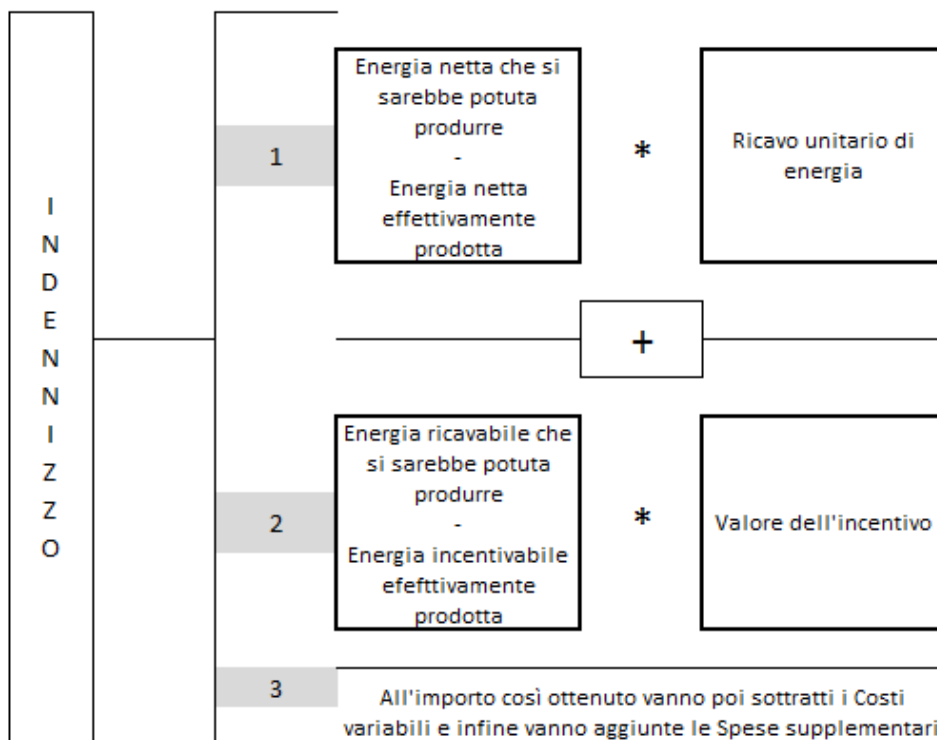 INDENNIZZO
1
Energia netta che si
sarebbe potuta
produrre
-
Energia netta
effettivamente
prodotta
*
Ricavo unitario di
energia
+
2
Energia ricavabile che
si sarebbe potuta
produrre
-
Energia incentivabile
efefttivamente
prodotta
*
Valore dell'incentivo
3
All'importo così ottenuto vanno poi sottratti i Costi
variabili e infine vanno aggiunte le Spese supplementari